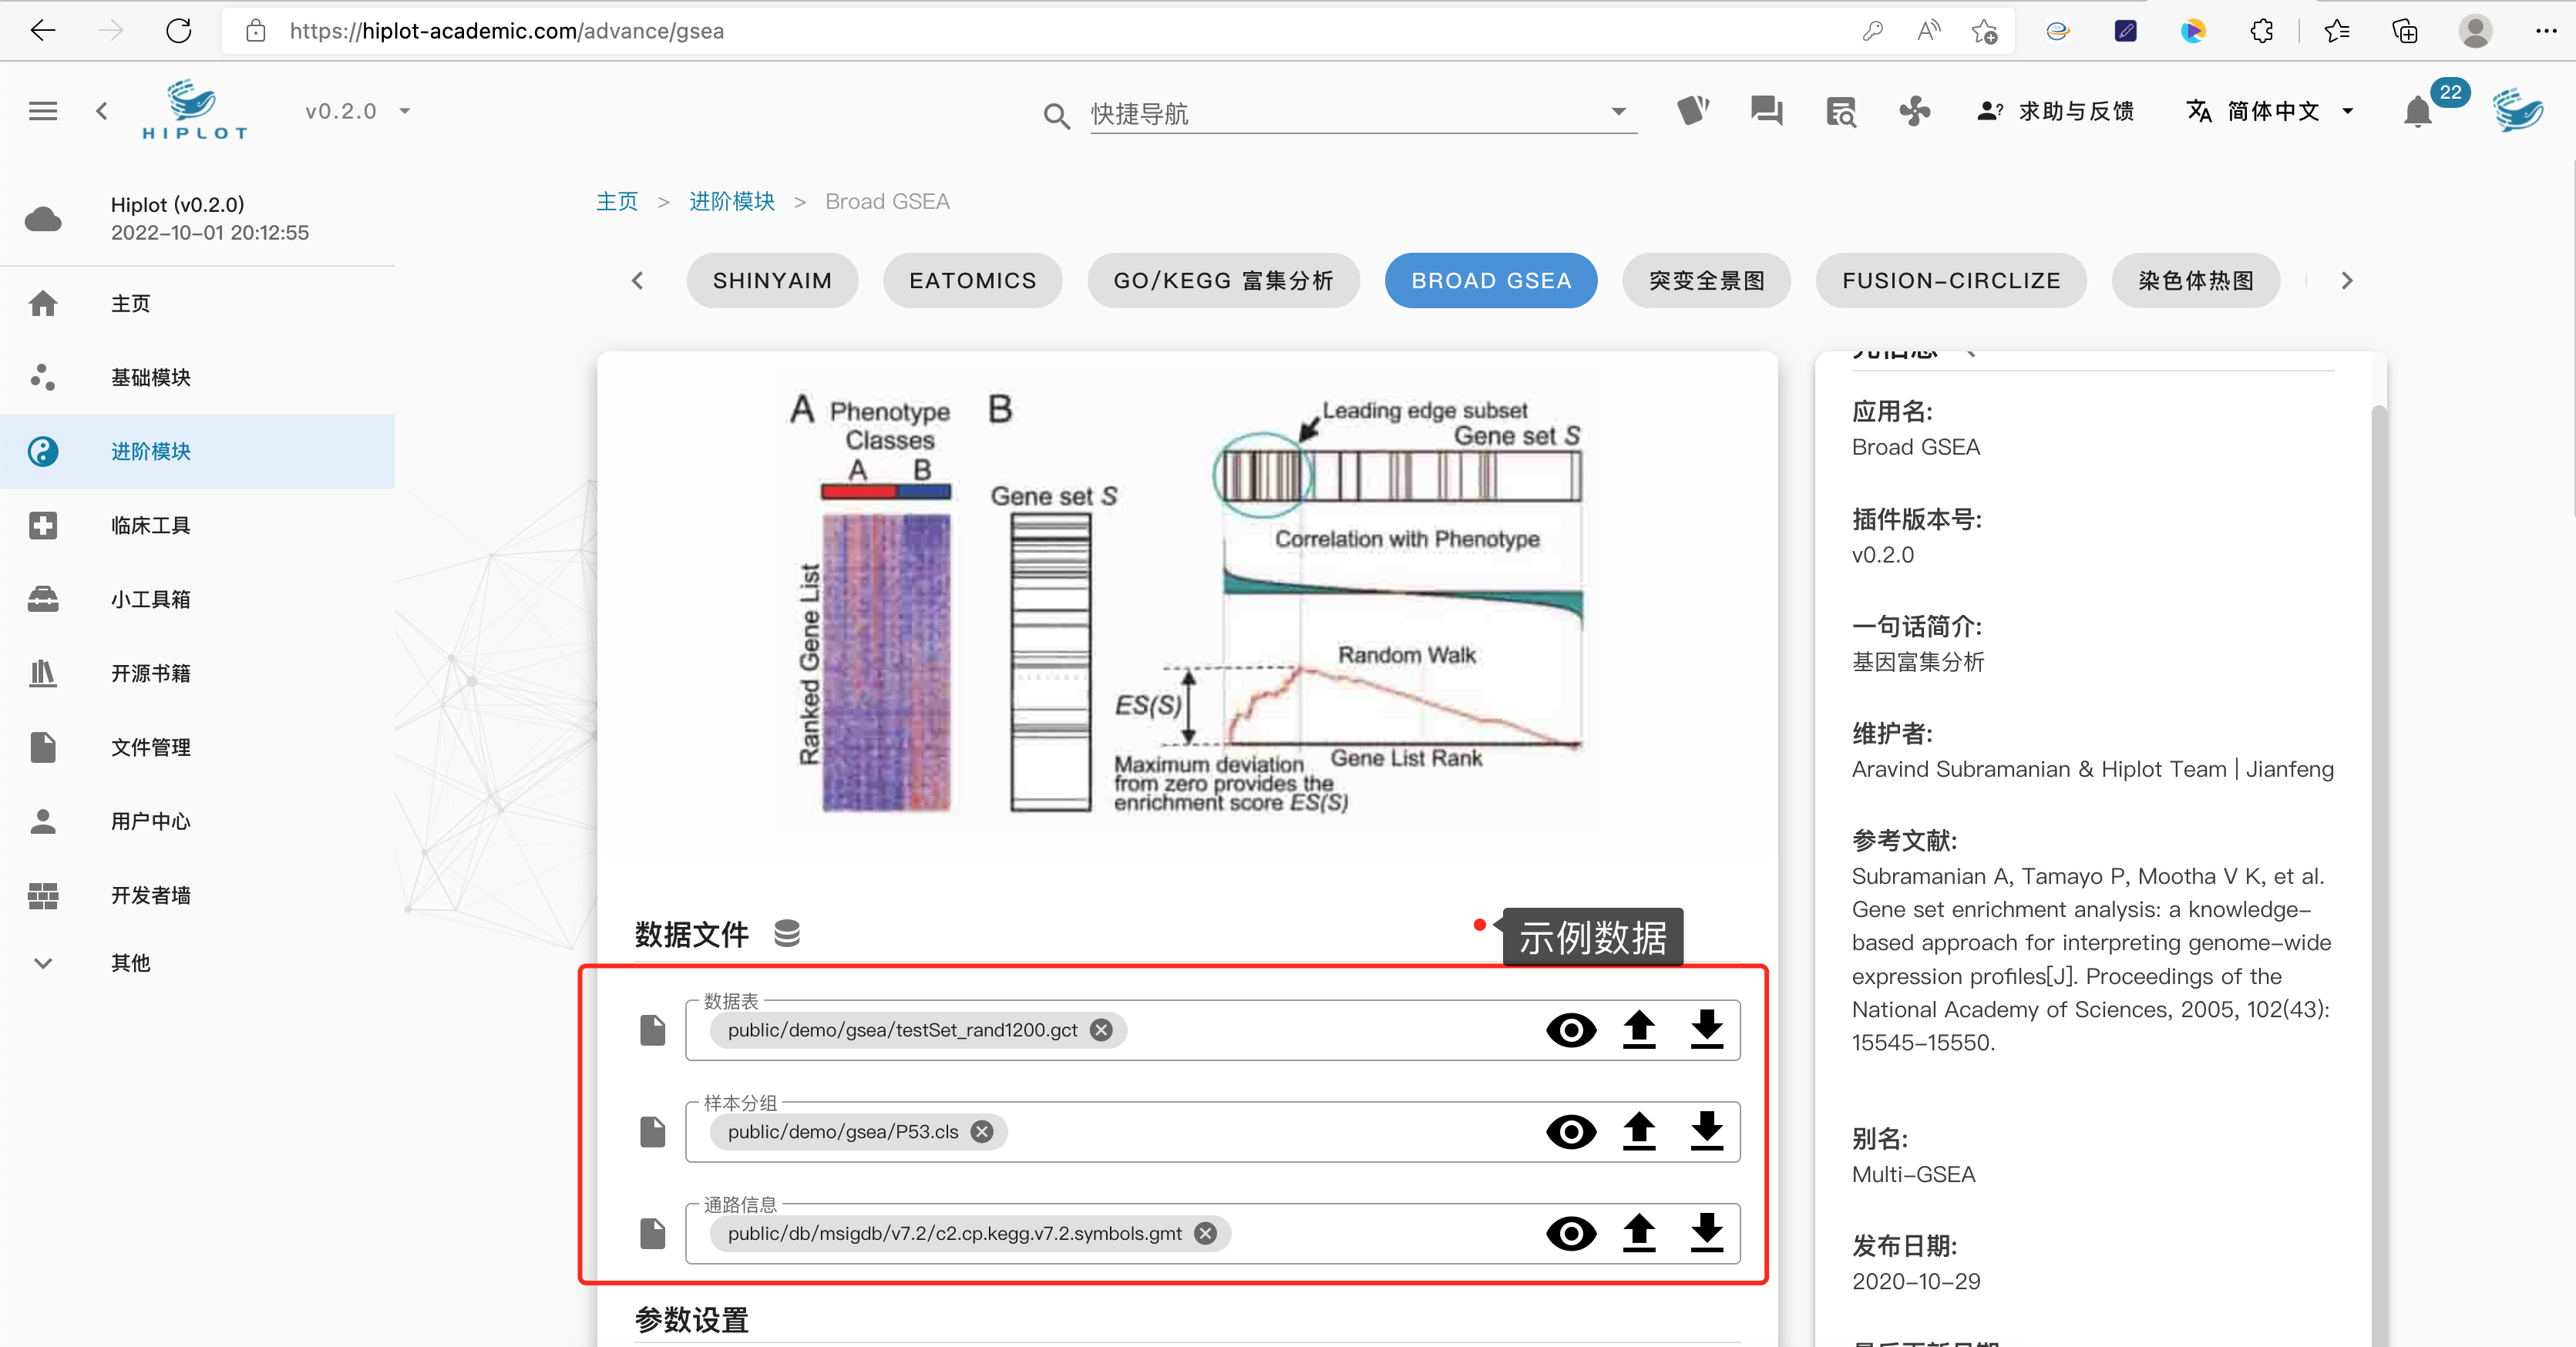 https://hiplot-academic.com/advance/gsea
HIPLOT
v0.2.0
快捷导航
求助与反馈
简体中文
22
Hiplot (v0.2.0)
2022-10-01 20:12:55
主页
基础模块
进阶模块
临床工具
小工具箱
开源书籍
文件管理
用户中心
开发者墙
其他
主页 > 进阶模块 > Broad GSEA
SHINYAIM
EATOMICS
GO/KEGG 富集分析
BROAD GSEA
突变全景图
FUSION-CIRCLIZE
染色体热图
A Phenotype
Classes
A B
Ranked Gene List
B
Gene set S
Leading edge subset
Gene set S
Correlation with Phenotype
Random Walk
ES(S)
Maximum deviation
from zero provides the
enrichment score ES(S)
Gene List Rank
数据文件
示例数据
数据表
public/demo/gsea/testSet_rand1200.gct
样本分组
public/demo/gsea/P53.cls
通路信息
public/db/msigdb/v7.2/c2.cp.kegg.v7.2.symbols.gmt
参数设置
应用名:
Broad GSEA
插件版本号:
v0.2.0
一句话简介:
基因富集分析
维护者:
Aravind Subramanian & Hiplot Team | Jianfeng
参考文献:
Subramanian A, Tamayo P, Mootha V K, et al.
Gene set enrichment analysis: a knowledge-
based approach for interpreting genome-wide
expression profiles[J]. Proceedings of the
National Academy of Sciences, 2005, 102(43):
15545-15550.
别名:
Multi-GSEA
发布日期:
2020-10-29